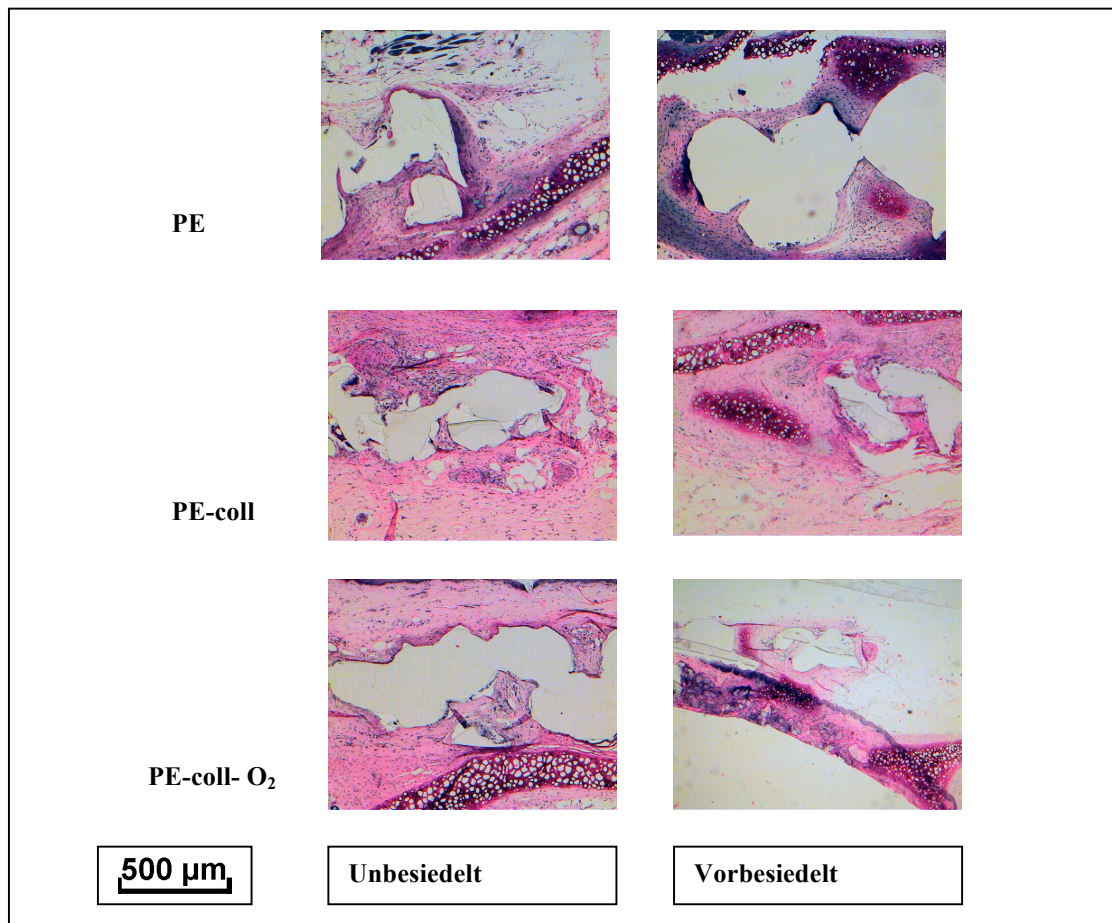 PE
PE-coll
PE-coll- O₂
500 µm
Unbesiedelt
Vorbesiedelt